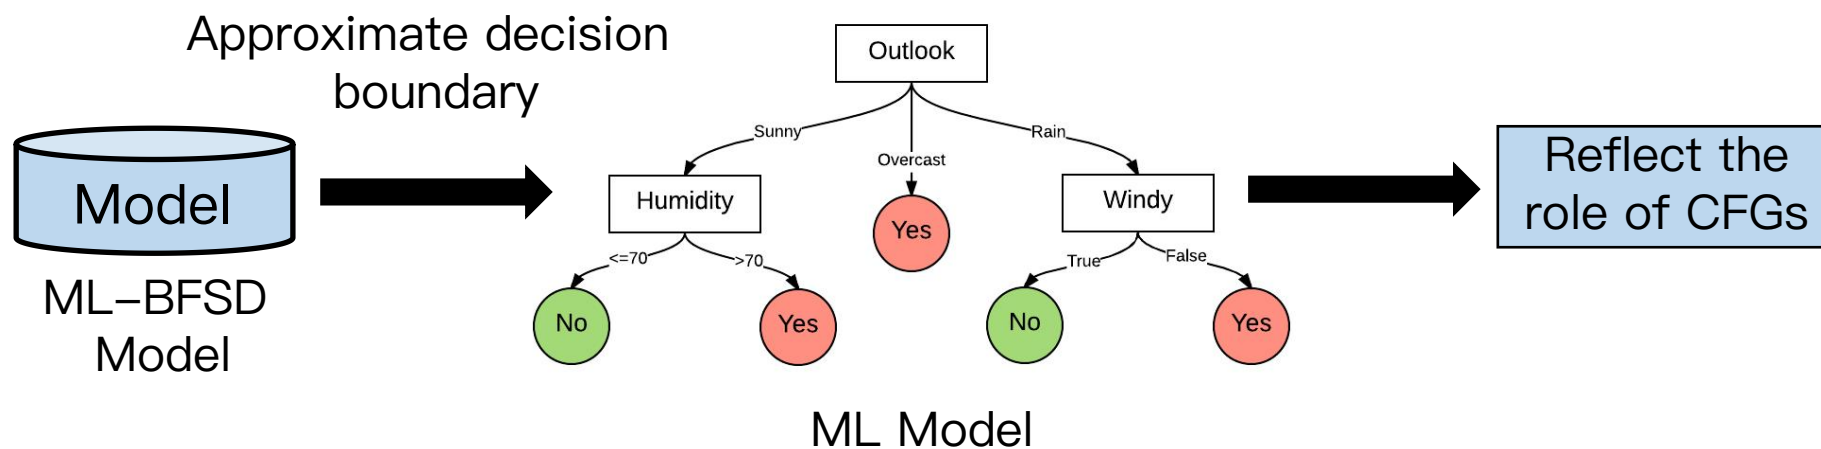 Approximate decision
boundary
Model
ML-BFSD
Model
Outlook
Sunny
Overcast
Rain
Humidity
Yes
Windy
<=70
>70
True
False
No
Yes
No
Yes
ML Model
Reflect the
role of CFGs